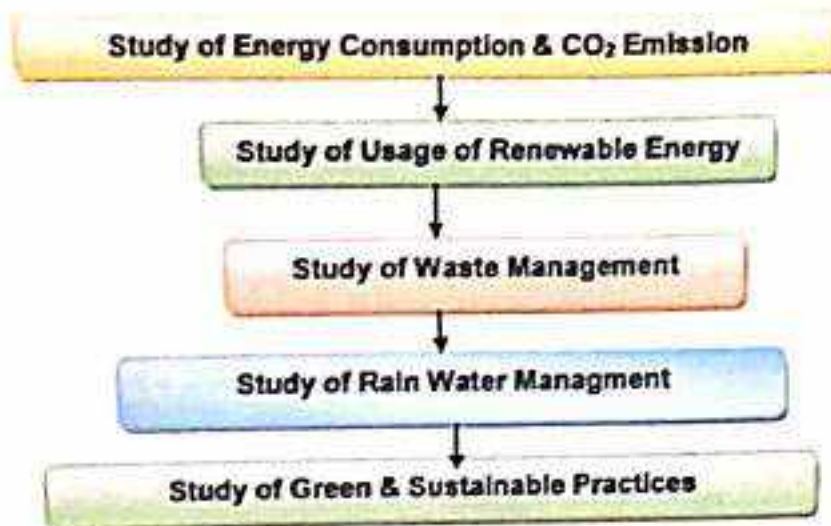 Study of Energy Consumption & CO₂ Emission
Study of Usage of Renewable Energy
Study of Waste Management
Study of Rain Water Managment
Study of Green & Sustainable Practices